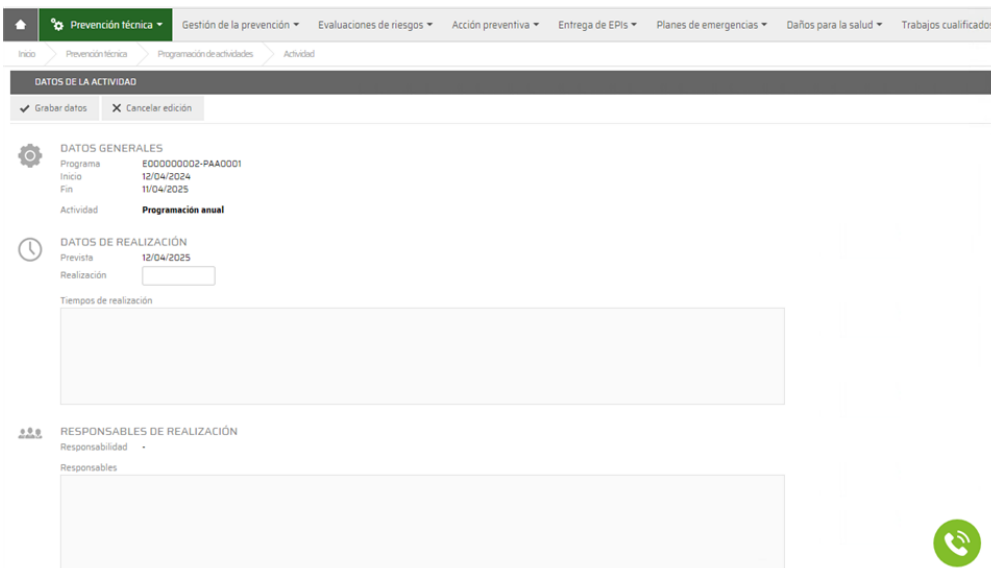 Prevención técnica Gestión de la prevención Evaluaciones de riesgos Acción preventiva Entrega de EPIs Planes de emergencias Daños para la salud Trabajos cualificados
Inicio Prevención técnica Programación de actividades Actividad
DATOS DE LA ACTIVIDAD
Grabar datos Cancelar edición
DATOS GENERALES
Programa E000000002-PAA0001
Inicio 12/04/2024
Fin 11/04/2025
Actividad Programación anual
DATOS DE REALIZACIÓN
Prevista 12/04/2025
Realización
Tiempos de realización
RESPONSABLES DE REALIZACIÓN
Responsabilidad -
Responsables